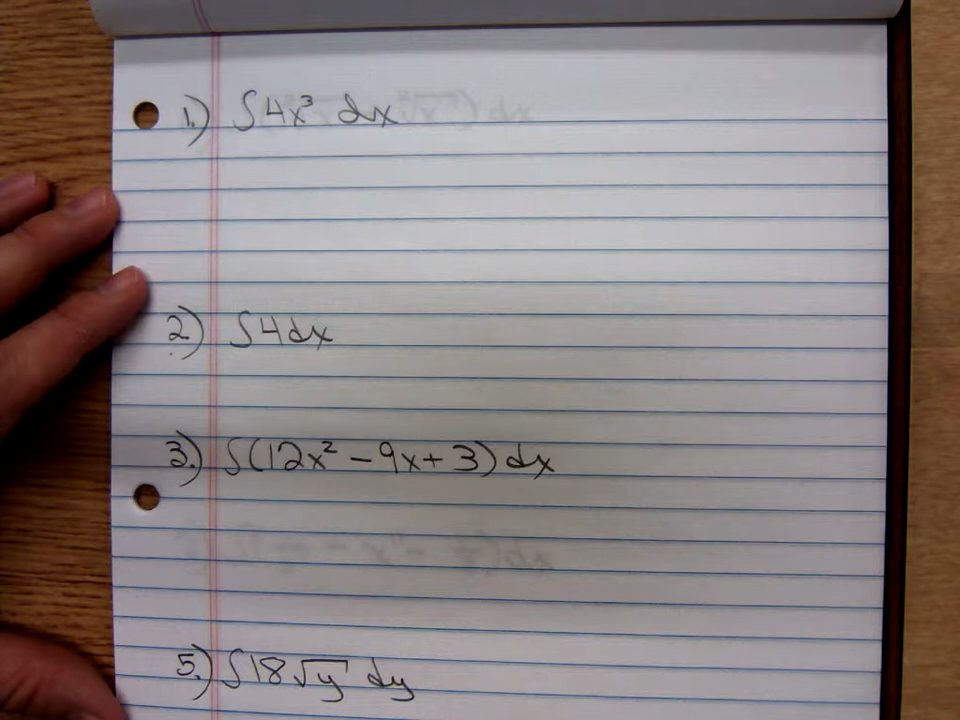 1.) ∫4x³ dx
2.) ∫4dx
3.) ∫(12x² - 9x + 3) dx
5.) ∫18√y dy